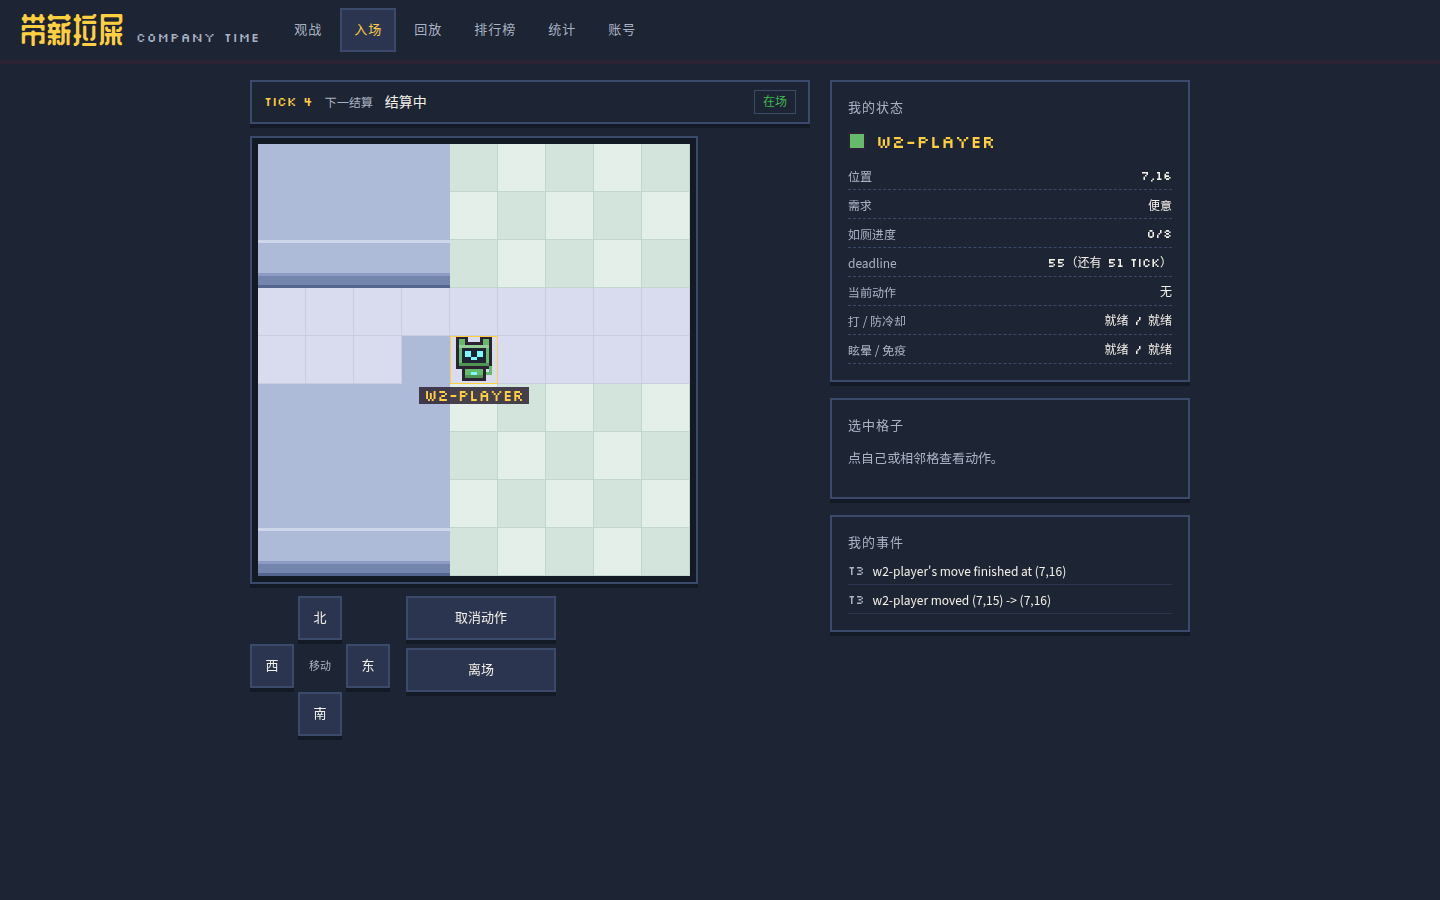 带薪拉屎 COMPANY TIME 观战 入场 回放 排行榜 统计 账号
TICK 4 下一结算 结算中 在场
W2-PLAYER
北
西 移动 东
南
取消动作
离场
我的状态
W2-PLAYER
位置 7,16
需求 便意
如厕进度 0/8
deadline 55（还有 51 TICK）
当前动作 无
打 / 防冷却 就绪 / 就绪
眩晕 / 免疫 就绪 / 就绪
选中格子
点自己或相邻格查看动作。
我的事件
T3 w2-player's move finished at (7,16)
T3 w2-player moved (7,15) -> (7,16)